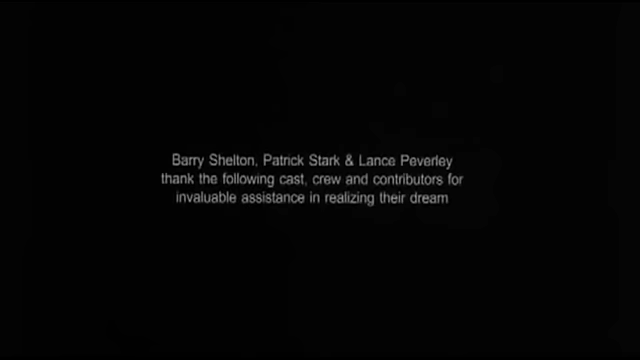 Barry Shelton, Patrick Stark & Lance Peverley
thank the following cast, crew and contributors for
invaluable assistance in realizing their dream